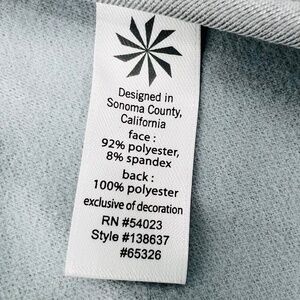 Designed in
Sonoma County,
California
face :
92% polyester,
8% spandex
back :
100% polyester
exclusive of decoration
RN #54023
Style #138637
#65326